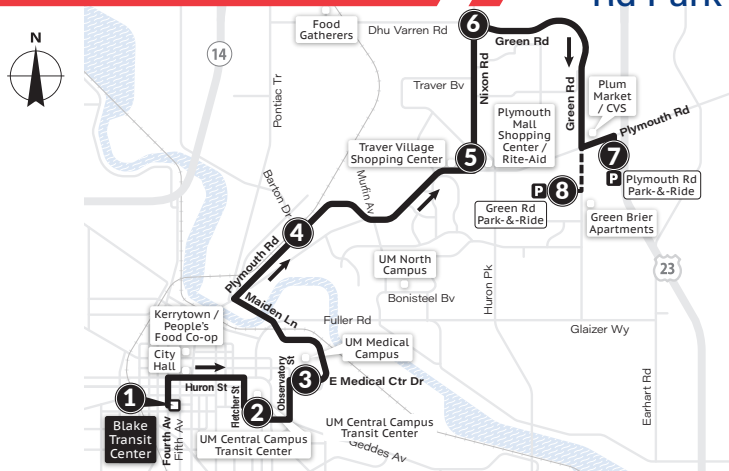 rd Park
N
Food
Gatherers
Dhu Varren Rd
6
Green Rd
14
Nixon Rd
Traver Bv
Green Rd
Plum
Market
/ CVS
Pontiac Tr
Plymouth
Mall
Shopping
Center /
Rite-Aid
Plymouth Rd
Traver Village
Shopping Center
5
7
Barton Dr
Murfin Av
P
8
P
Plymouth Rd
Park-&-Ride
Green Rd
Park-&-Ride
Green Brier
Apartments
4
Plymouth Rd
UM North
Campus
Huron Pk
23
Bonisteel Bv
Maiden Ln
Fuller Rd
Glaizer Wy
Kerrytown /
People's
Food Co-op
City
Hall
UM Medical
Campus
Observatory
St
3
E Medical Ctr Dr
Huron St
Fletcher St
Earhart Rd
1
2
Blake
Transit
Center
Fourth Av
Fifth Av
UM Central Campus
Transit Center
UM Central Campus
Transit Center
Geddes Av